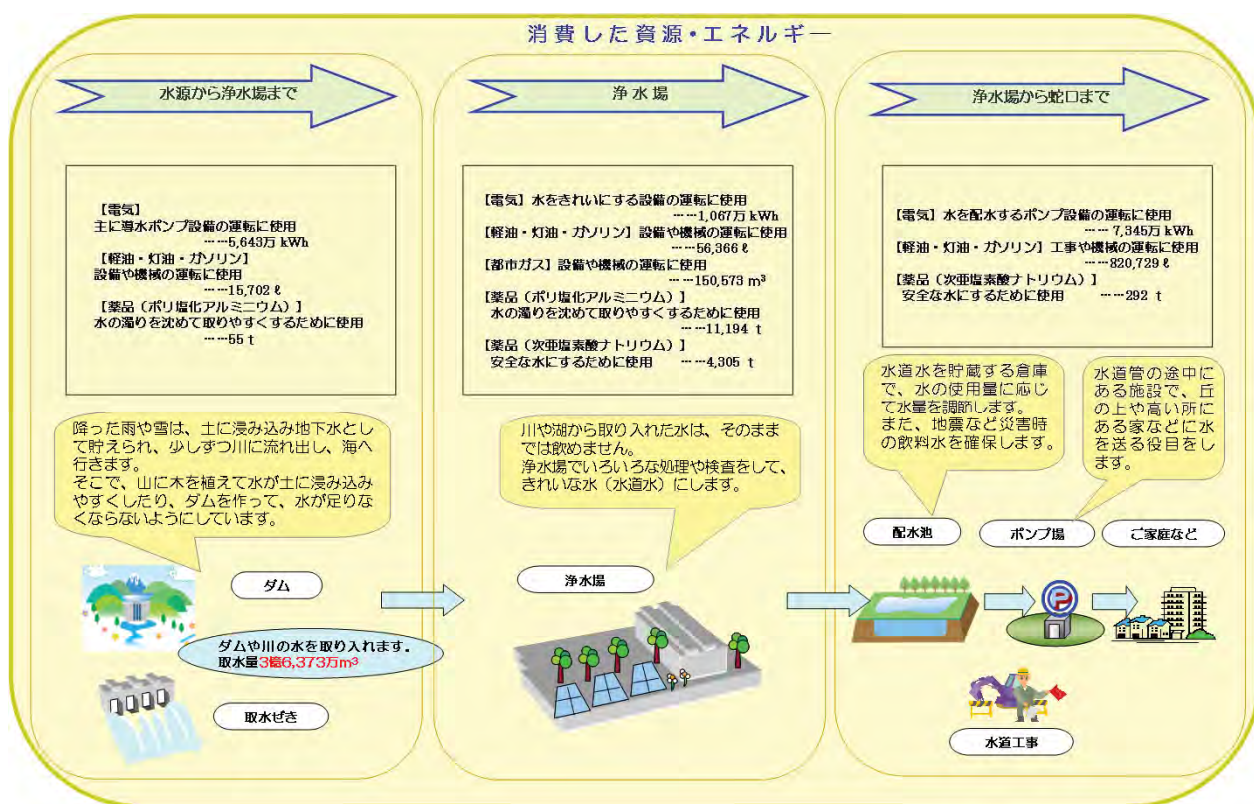 消費した資源・エネルギー
水源から浄水場まで
【電気】
主に導水ポンプ設備の運転に使用
……5,643万 kWh
【軽油・灯油・ガソリン】
設備や機械の運転に使用
……15,702 ℓ
【薬品（ポリ塩化アルミニウム）】
水の濁りを沈めて取りやすくするために使用
……55 t
降った雨や雪は、土に浸み込み地下水とし
て貯えられ、少しずつ川に流れ出し、海へ
行きます。
そこで、山に木を植えて水が土に浸み込み
やすくしたり、ダムを作って、水が足りな
くならないようにしています。
ダム
ダムや川の水を取り入れます。
取水量3億6,373万m³
取水ぜき
浄水場
【電気】水をきれいにする設備の運転に使用
……1,067万 kWh
【軽油・灯油・ガソリン】設備や機械の運転に使用
……56,366 ℓ
【都市ガス】設備や機械の運転に使用
……150,573 m³
【薬品（ポリ塩化アルミニウム）】
水の濁りを沈めて取りやすくするために使用
……11,194 t
【薬品（次亜塩素酸ナトリウム）】
安全な水にするために使用 ……4,305 t
川や湖から取り入れた水は、そのまま
では飲めません。
浄水場でいろいろな処理や検査をして、
きれいな水（水道水）にします。
浄水場
浄水場から蛇口まで
【電気】水を配水するポンプ設備の運転に使用
……7,345万 kWh
【軽油・灯油・ガソリン】工事や機械の運転に使用
……820,729 ℓ
【薬品（次亜塩素酸ナトリウム）】
安全な水にするために使用 ……292 t
水道水を貯蔵する倉庫
で、水の使用量に応じ
て水量を調節します。
また、地震など災害時
の飲料水を確保します。
水道管の途中に
ある施設で、丘
の上や高い所に
ある家などに水
を送る役目をし
ます。
配水池
ポンプ場
ご家庭など
P
水道工事